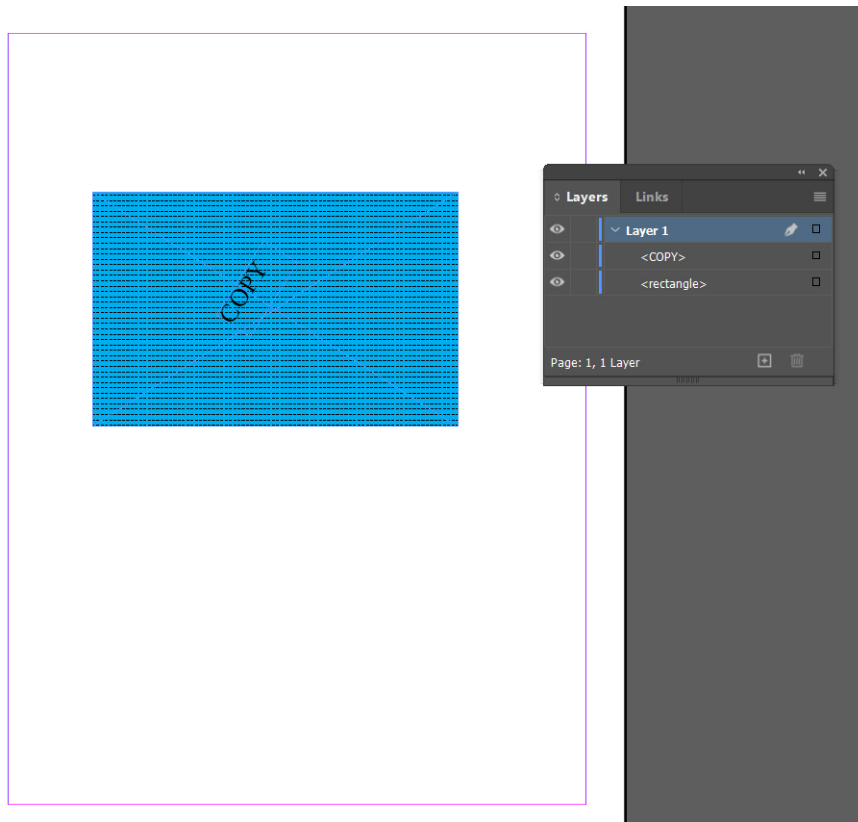 COPY
Layers Links
Layer 1
<COPY>
<rectangle>
Page: 1, 1 Layer